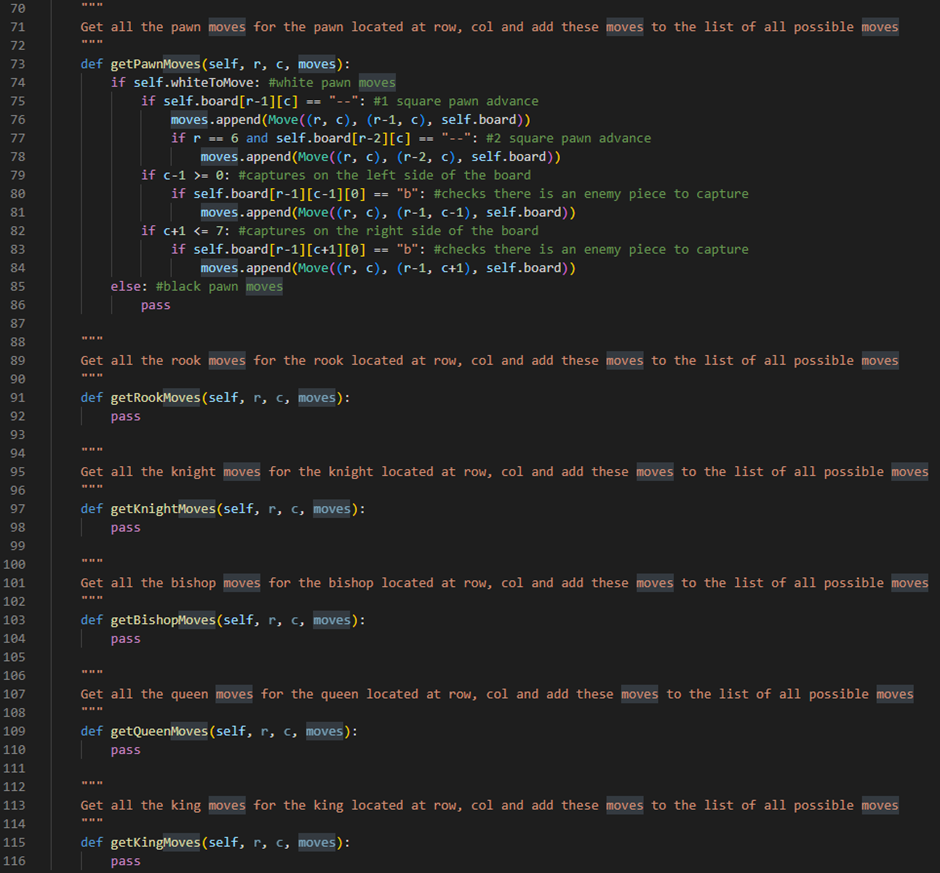 70 """
71 Get all the pawn moves for the pawn located at row, col and add these moves to the list of all possible moves
72 """
73 def getPawnMoves(self, r, c, moves):
74 if self.whiteToMove: #white pawn moves
75 if self.board[r-1][c] == "--": #1 square pawn advance
76 moves.append(Move((r, c), (r-1, c), self.board))
77 if r == 6 and self.board[r-2][c] == "--": #2 square pawn advance
78 moves.append(Move((r, c), (r-2, c), self.board))
79 if c-1 >= 0: #captures on the left side of the board
80 if self.board[r-1][c-1][0] == "b": #checks there is an enemy piece to capture
81 moves.append(Move((r, c), (r-1, c-1), self.board))
82 if c+1 <= 7: #captures on the right side of the board
83 if self.board[r-1][c+1][0] == "b": #checks there is an enemy piece to capture
84 moves.append(Move((r, c), (r-1, c+1), self.board))
85 else: #black pawn moves
86 pass
87
88 """
89 Get all the rook moves for the rook located at row, col and add these moves to the list of all possible moves
90 """
91 def getRookMoves(self, r, c, moves):
92 pass
93
94 """
95 Get all the knight moves for the knight located at row, col and add these moves to the list of all possible moves
96 """
97 def getKnightMoves(self, r, c, moves):
98 pass
99
100 """
101 Get all the bishop moves for the bishop located at row, col and add these moves to the list of all possible moves
102 """
103 def getBishopMoves(self, r, c, moves):
104 pass
105
106 """
107 Get all the queen moves for the queen located at row, col and add these moves to the list of all possible moves
108 """
109 def getQueenMoves(self, r, c, moves):
110 pass
111
112 """
113 Get all the king moves for the king located at row, col and add these moves to the list of all possible moves
114 """
115 def getKingMoves(self, r, c, moves):
116 pass